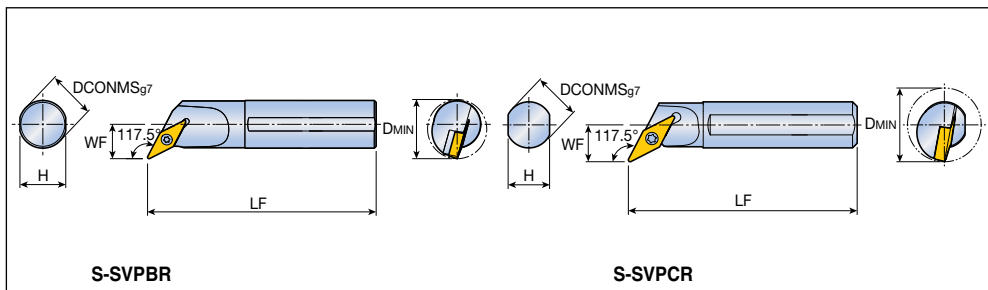 DCONMSg7
117.5°
WF
H
LF
DMIN
S-SVPBR
DCONMSg7
117.5°
WF
H
LF
DMIN
S-SVPCR